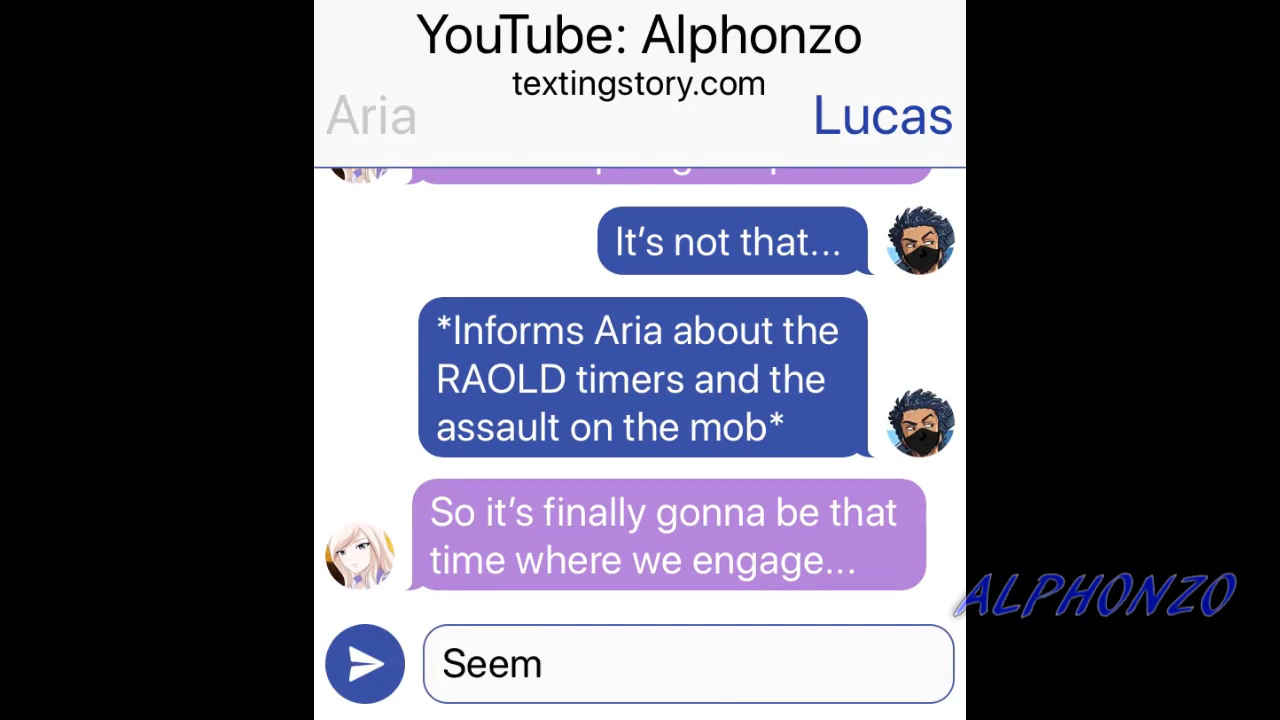 YouTube: Alphonzo
textingstory.com
Aria
Lucas
It's not that...
*Informs Aria about the
RAOLD timers and the
assault on the mob*
So it's finally gonna be that
time where we engage...
Seem
ALPHONZO